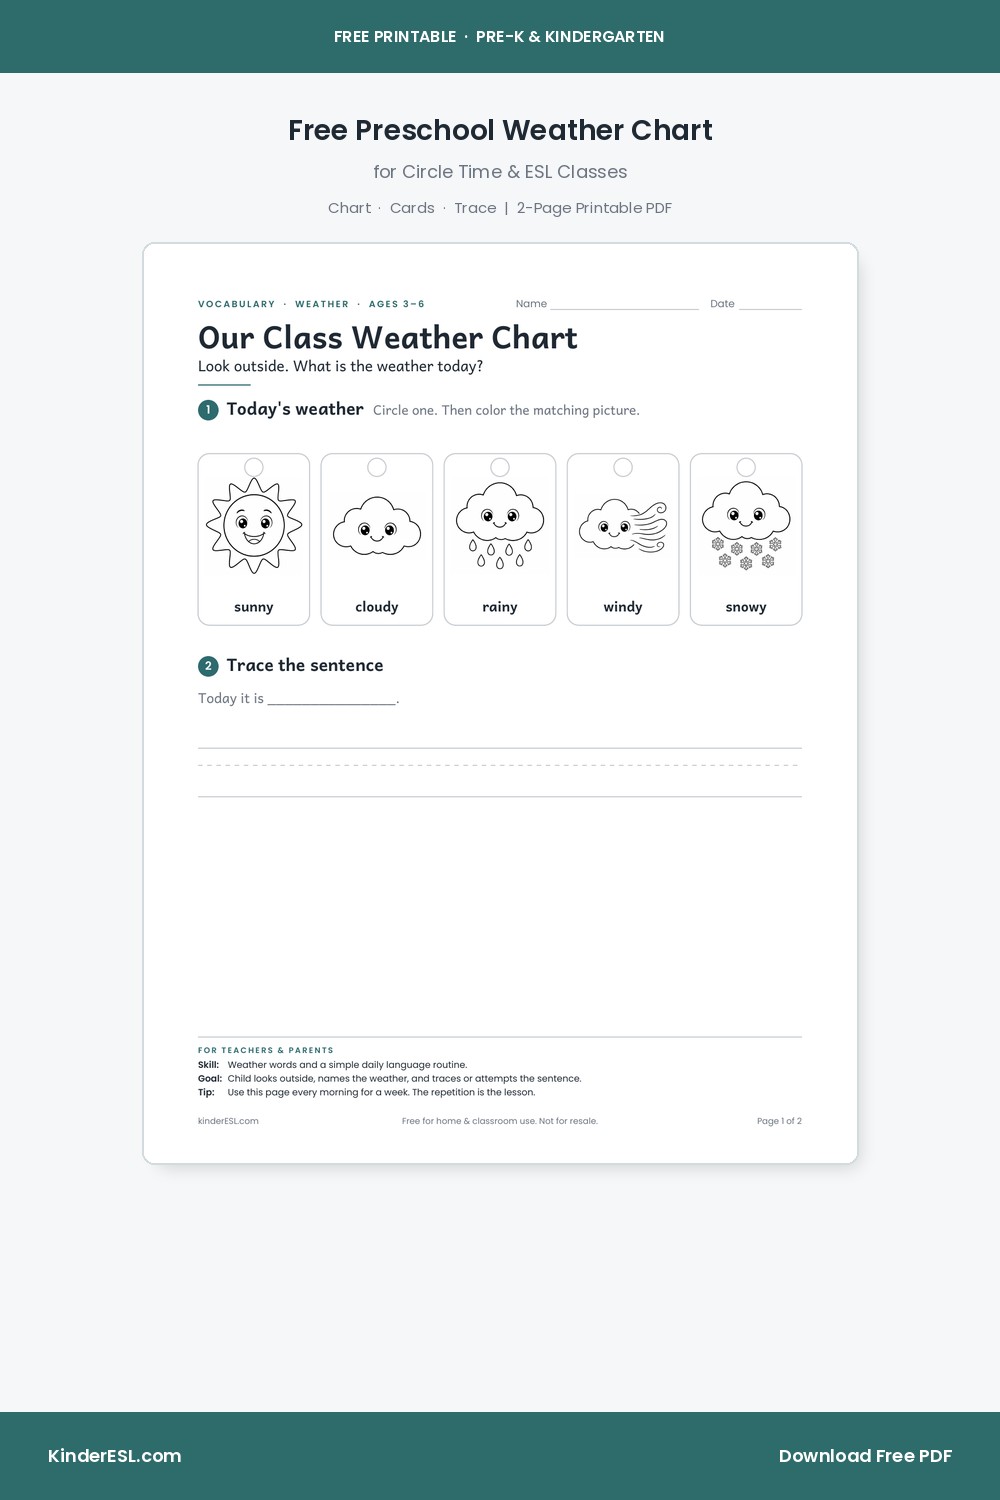 FREE PRINTABLE · PRE-K & KINDERGARTEN
Free Preschool Weather Chart
for Circle Time & ESL Classes
Chart · Cards · Trace | 2-Page Printable PDF
VOCABULARY · WEATHER · AGES 3–6 Name Date
Our Class Weather Chart
Look outside. What is the weather today?
1 Today's weather Circle one. Then color the matching picture.
sunny cloudy rainy windy snowy
2 Trace the sentence
Today it is ________________.
FOR TEACHERS & PARENTS
Skill: Weather words and a simple daily language routine.
Goal: Child looks outside, names the weather, and traces or attempts the sentence.
Tip: Use this page every morning for a week. The repetition is the lesson.
kinderESL.com Free for home & classroom use. Not for resale. Page 1 of 2
KinderESL.com Download Free PDF